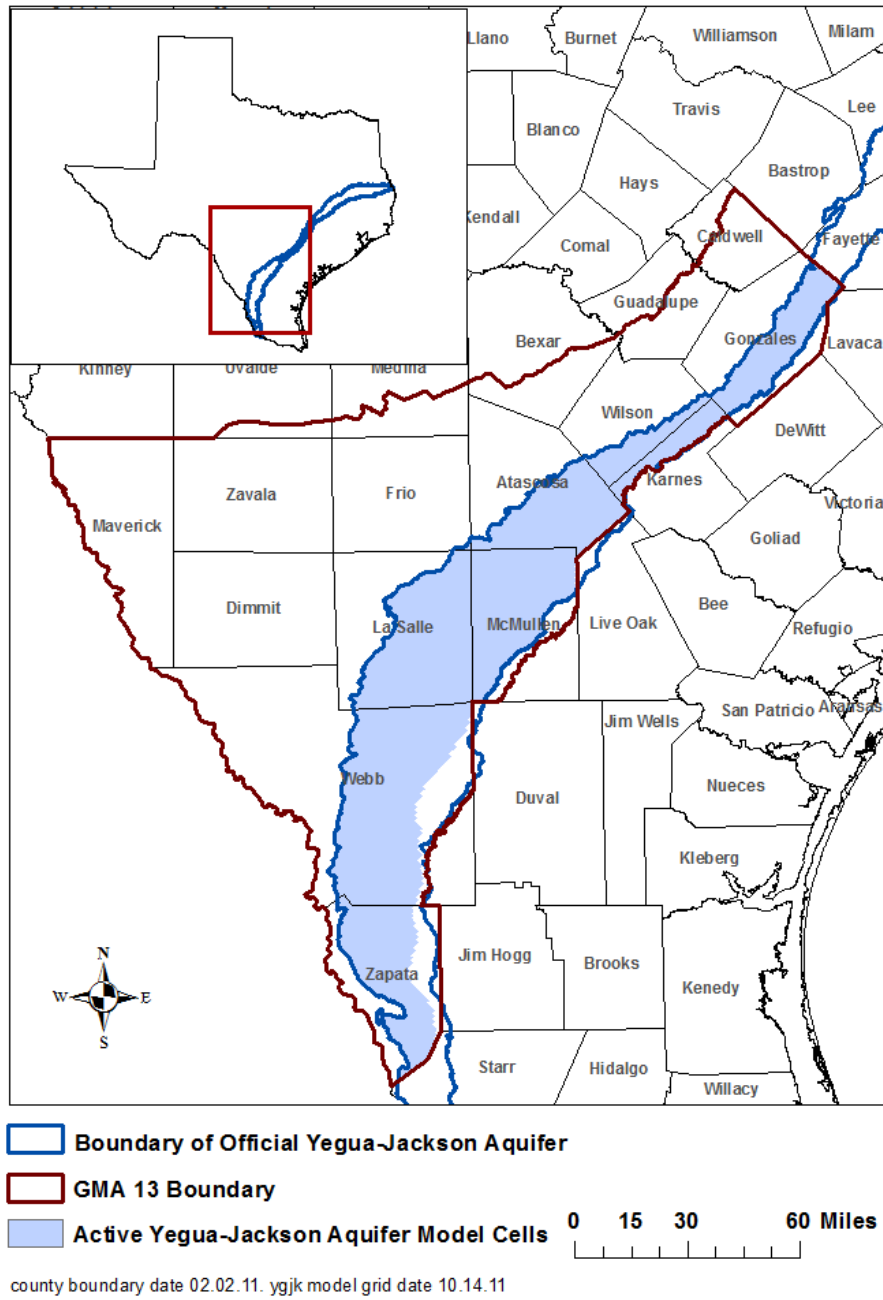 Llano
Burnet
Williamson
Milam
Travis
Lee
Blanco
Bastrop
Hays
Kendall
Comal
Caldwell
Fayette
Guadalupe
Bexar
Gonzales
Lavaca
Kinney
Uvalde
Medina
Wilson
DeWitt
Atascosa
Karnes
Zavala
Frio
Maverick
Victoria
Goliad
Dimmit
La Salle
McMullen
Live Oak
Bee
Refugio
San Patricio
Aransas
Jim Wells
Webb
Duval
Nueces
Kleberg
Zapata
Jim Hogg
Brooks
Kenedy
Starr
Hidalgo
Willacy
N
W E
S
Boundary of Official Yegua-Jackson Aquifer
GMA 13 Boundary
Active Yegua-Jackson Aquifer Model Cells
0 15 30 60 Miles
county boundary date 02.02.11. ygjk model grid date 10.14.11